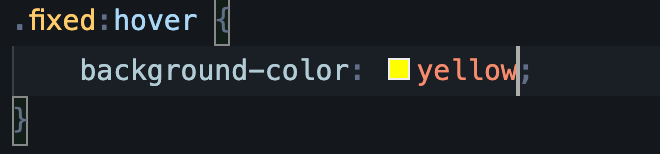 .fixed:hover {
    background-color: yellow;
}